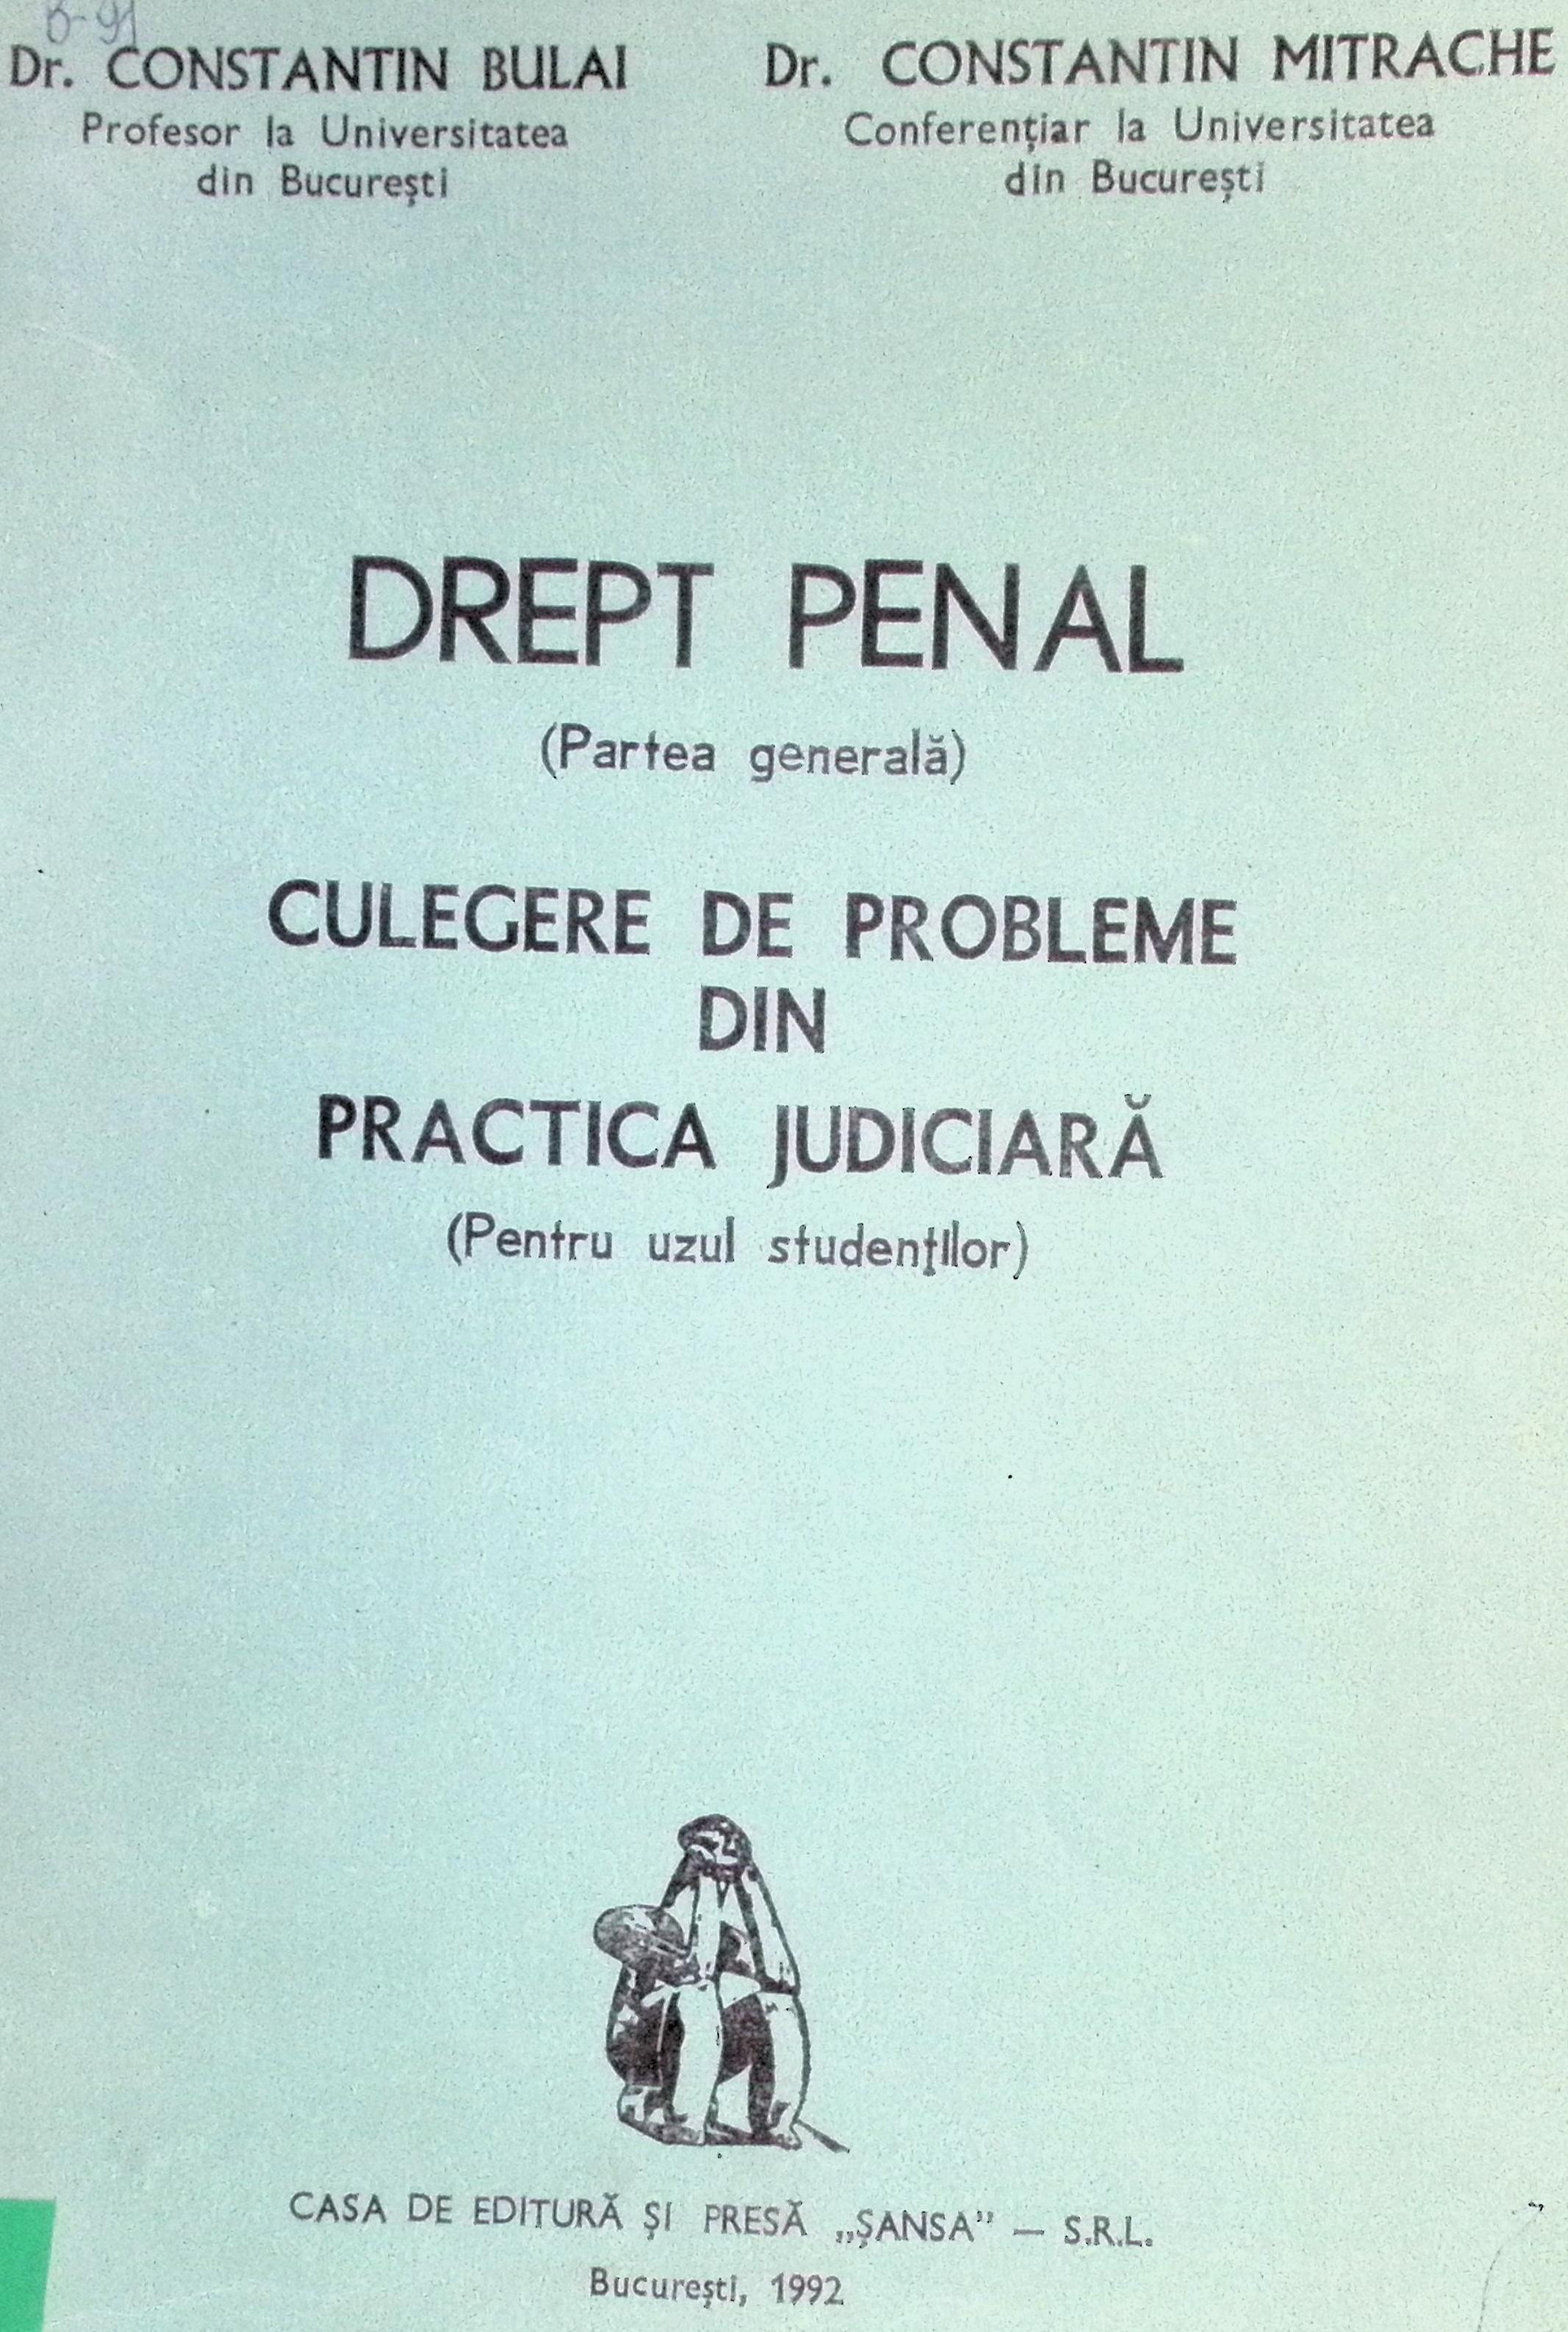 Dr. CONSTANTIN BULAI
Profesor la Universitatea
din București
Dr. CONSTANTIN MITRACHE
Conferențiar la Universitatea
din București
DREPT PENAL
(Partea generală)
CULEGERE DE PROBLEME
DIN
PRACTICA JUDICIARĂ
(Pentru uzul studenților)
CASA DE EDITURĂ ȘI PRESĂ „ȘANSA” — S.R.L.
București, 1992